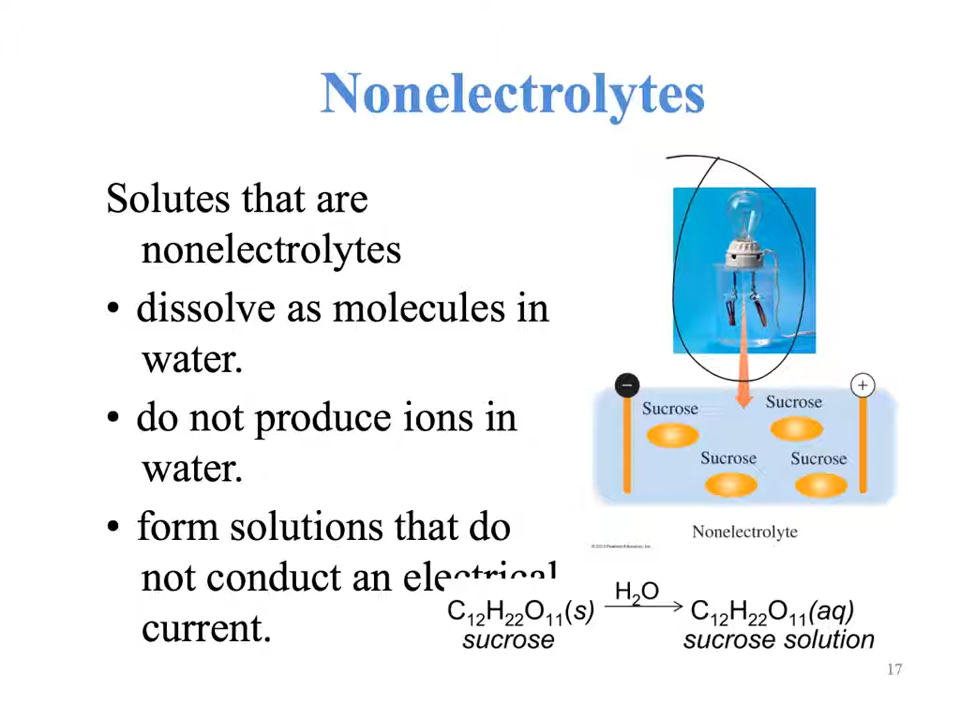 Nonelectrolytes
Solutes that are
nonelectrolytes
• dissolve as molecules in
water.
• do not produce ions in
water.
• form solutions that do
not conduct an electrical
current.
−
+
Sucrose
Sucrose
Sucrose
Sucrose
Nonelectrolyte
H₂O
C₁₂H₂₂O₁₁(s) → C₁₂H₂₂O₁₁(aq)
sucrose sucrose solution
17